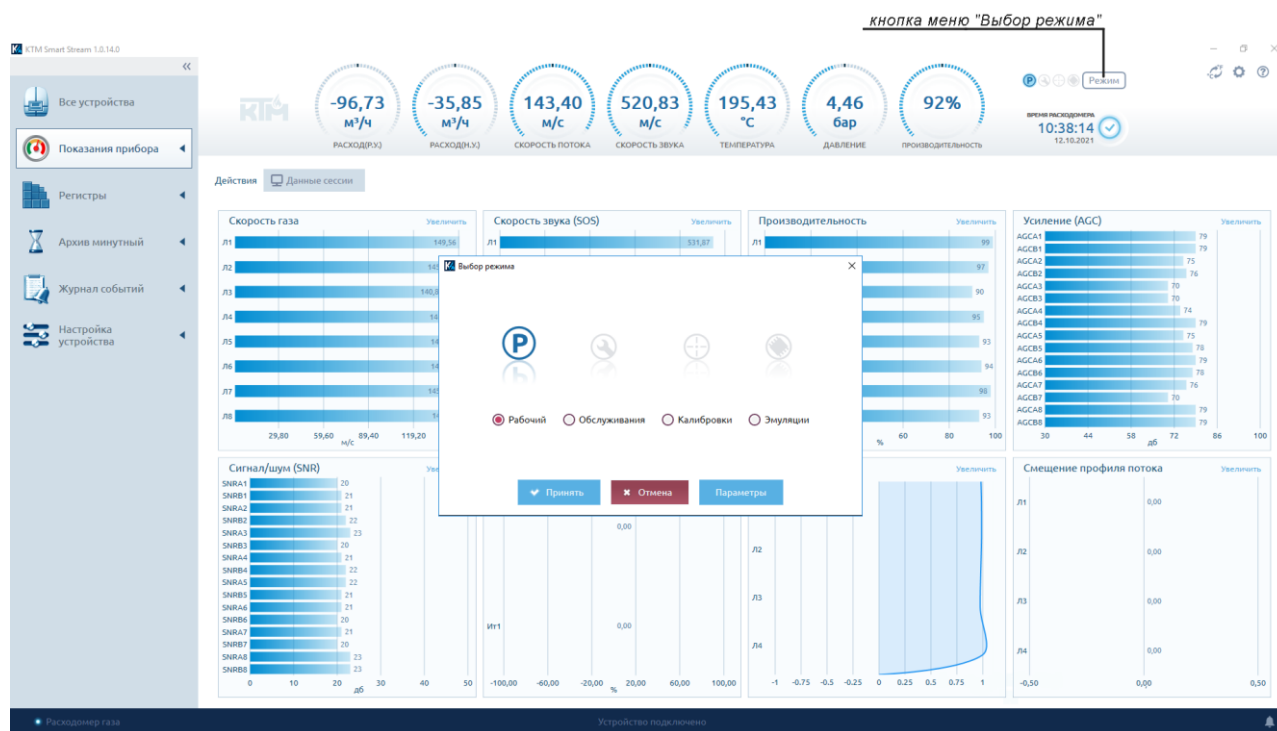 кнопка меню "Выбор режима"
KTM Smart Stream 1.0.14.0
Все устройства
Показания прибора
Регистры
Архив минутный
Журнал событий
Настройка
устройства
КТМ
-96,73
м³/ч
РАСХОД(Р.У.)
-35,85
м³/ч
РАСХОД(Н.У.)
143,40
м/с
СКОРОСТЬ ПОТОКА
520,83
м/с
СКОРОСТЬ ЗВУКА
195,43
°C
ТЕМПЕРАТУРА
4,46
бар
ДАВЛЕНИЕ
92%
ПРОИЗВОДИТЕЛЬНОСТЬ
P
Режим
ВРЕМЯ РАСХОДОМЕРА
10:38:14
12.10.2021
Действия
Данные сессии
Скорость газа Увеличить
Л1 149,56
Л2
Л3
Л4
Л5
Л6
Л7
Л8
29,80 59,60 89,40 119,20
м/с
Скорость звука (SOS) Увеличить
Л1 531,87
Производительность Увеличить
Л1 99
97
90
95
93
94
98
93
60 80 100
%
Усиление (AGC) Увеличить
AGCA1 79
AGCB1 79
AGCA2 75
AGCB2 76
AGCA3 70
AGCB3 70
AGCA4 74
AGCB4 79
AGCA5 75
AGCB5 78
AGCA6 79
AGCB6 78
AGCA7 76
AGCB7 70
AGCA8 79
AGCB8 79
30 44 58 72 86 100
дб
Выбор режима
P
Рабочий Обслуживания Калибровки Эмуляции
Принять Отмена Параметры
Сигнал/шум (SNR)
SNRA1 20
SNRB1 21
SNRA2 21
SNRB2 22
SNRA3 23
SNRB3 20
SNRA4 21
SNRB4 22
SNRA5 22
SNRB5 21
SNRA6 21
SNRB6 20
SNRA7 21
SNRB7 20
SNRA8 23
SNRB8 23
0 10 20 30 40 50
дб
0,00
Ит1 0,00
-100,00 -60,00 -20,00 20,00 60,00 100,00
%
Увеличить
Л2
Л3
Л4
-1 -0.75 -0.5 -0.25 0 0.25 0.5 0.75 1
Смещение профиля потока Увеличить
Л1 0,00
Л2 0,00
Л3 0,00
Л4 0,00
-0,50 0,00 0,50
Расходомер газа
Устройство подключено